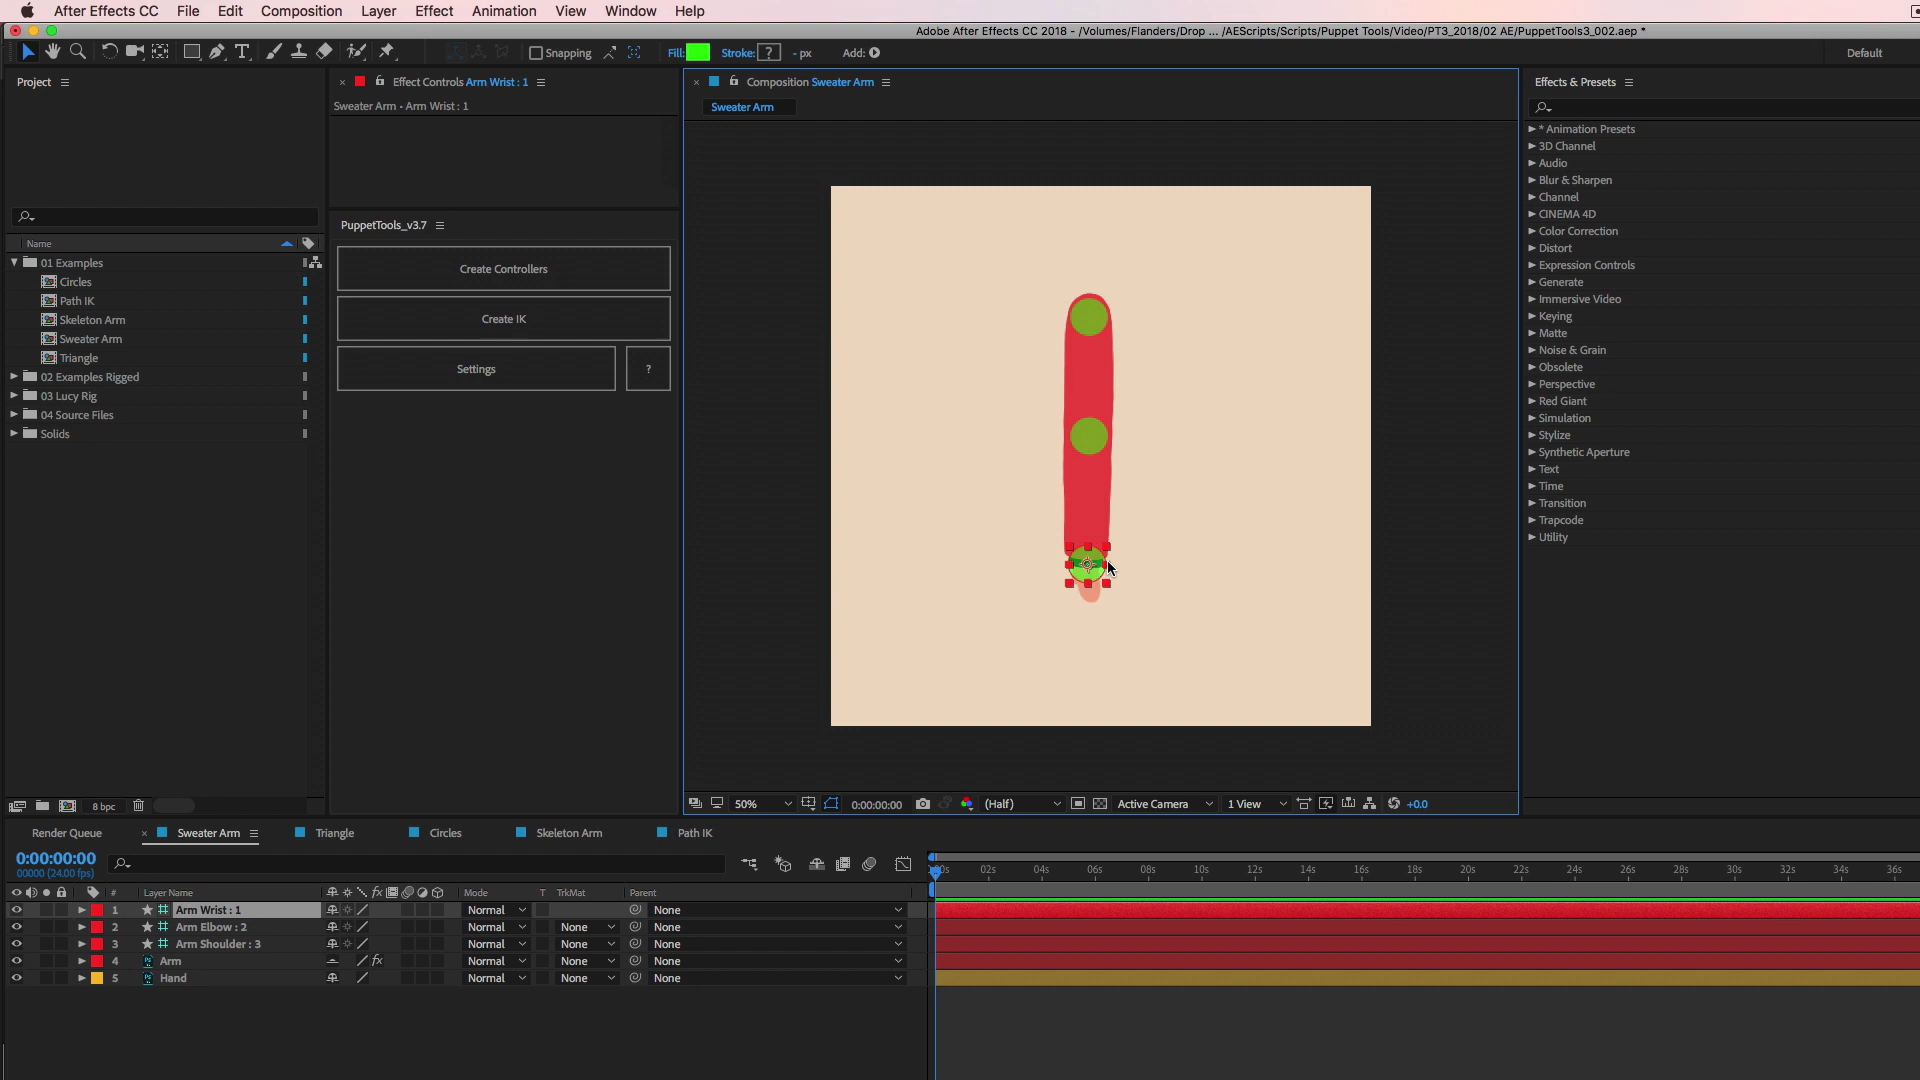 After Effects CC File Edit Composition Layer Effect Animation View Window Help
Adobe After Effects CC 2018 - /Volumes/Flanders/Drop ... /AEScripts/Scripts/Puppet Tools/Video/PT3_2018/02 AE/PuppetTools3_002.aep *
Snapping Fill: Stroke: ? - px Add: Default
Project
Effect Controls Arm Wrist : 1
Composition Sweater Arm
Effects & Presets
Sweater Arm • Arm Wrist : 1
Sweater Arm
* Animation Presets
3D Channel
Audio
Blur & Sharpen
Channel
CINEMA 4D
Color Correction
Distort
Expression Controls
Generate
Immersive Video
Keying
Matte
Noise & Grain
Obsolete
Perspective
Red Giant
Simulation
Stylize
Synthetic Aperture
Text
Time
Transition
Trapcode
Utility
PuppetTools_v3.7
Create Controllers
Create IK
Settings
?
Name
01 Examples
Circles
Path IK
Skeleton Arm
Sweater Arm
Triangle
02 Examples Rigged
03 Lucy Rig
04 Source Files
Solids
8 bpc
50% 0:00:00:00 (Half) Active Camera 1 View +0.0
Render Queue Sweater Arm Triangle Circles Skeleton Arm Path IK
0:00:00:00
00000 (24.00 fps)
02s 04s 06s 08s 10s 12s 14s 16s 18s 20s 22s 24s 26s 28s 30s 32s 34s 36s
# Layer Name fx Mode T TrkMat Parent
1 Arm Wrist : 1 Normal None
2 Arm Elbow : 2 Normal None None
3 Arm Shoulder : 3 Normal None None
4 Arm fx Normal None None
5 Hand Normal None None